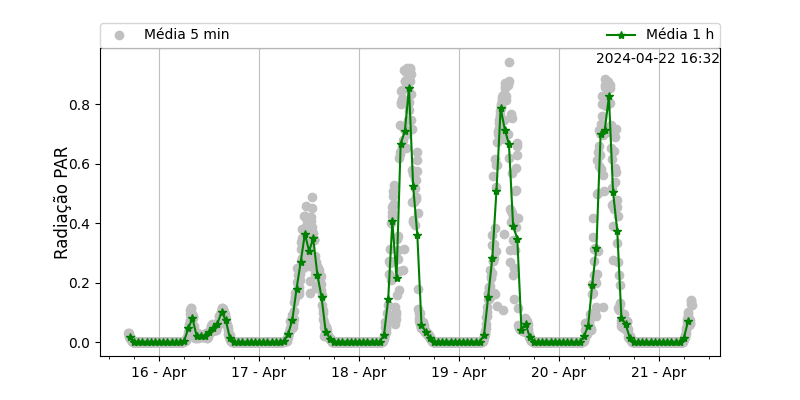 Média 5 min
Média 1 h
2024-04-22 16:32
Radiação PAR
0.8
0.6
0.4
0.2
0.0
16 - Apr
17 - Apr
18 - Apr
19 - Apr
20 - Apr
21 - Apr